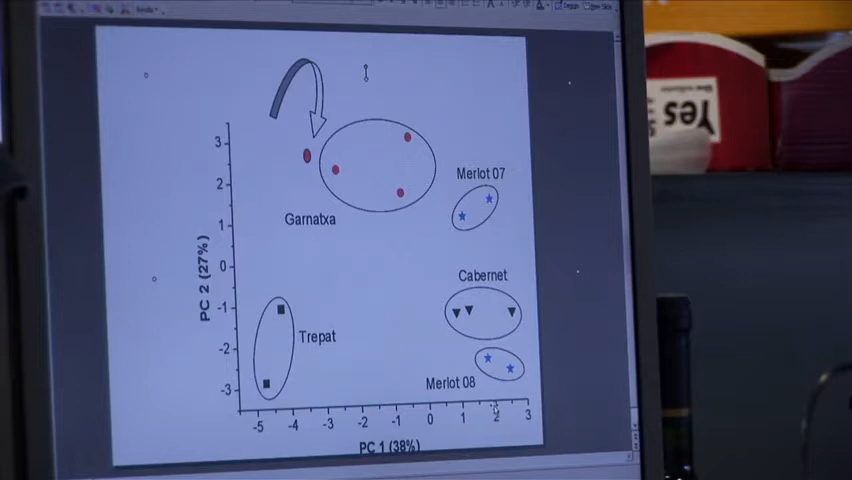 Merlot 07
Garnatxa
Cabernet
Trepat
Merlot 08
3
2
1
0
-1
-2
-3
PC 2 (27%)
-5 -4 -3 -2 -1 0 1 2 3
PC 1 (38%)
Yes